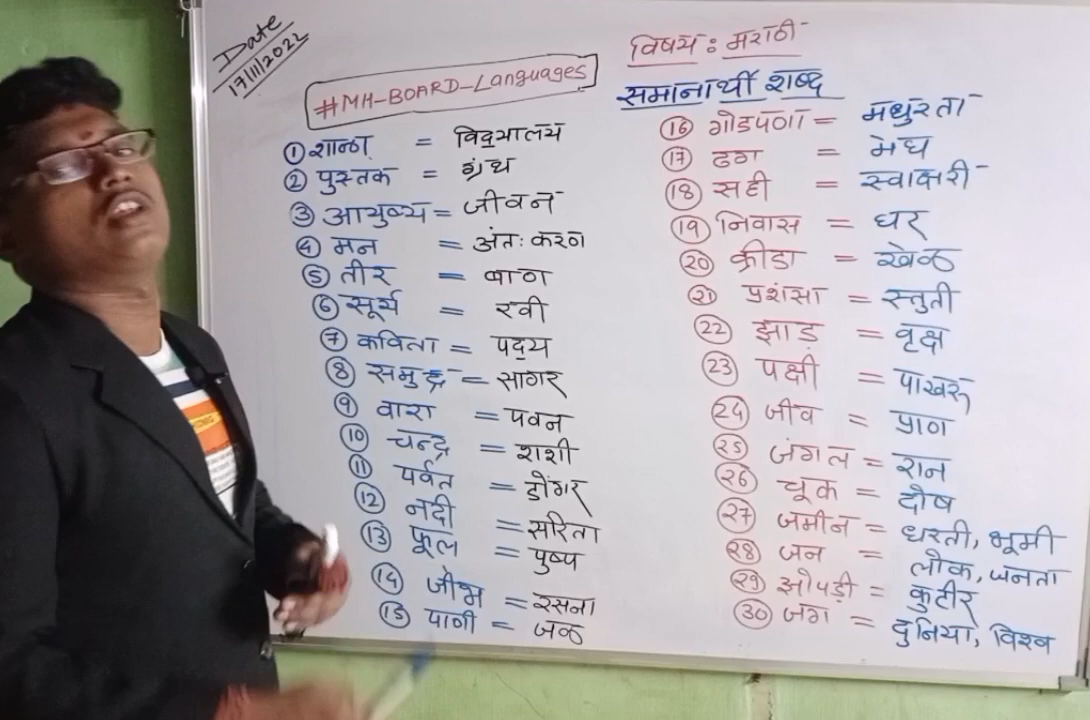 Date
17/11/2022
#MH-BOARD-Languages
विषय : मराठी
समानार्थी शब्द
① शाळा = विद्यालय
② पुस्तक = ग्रंथ
③ आयुष्य = जीवन
④ मन = अंतःकरण
⑤ तीर = बाण
⑥ सूर्य = रवी
⑦ कविता = पद्य
⑧ समुद्र = सागर
⑨ वारा = पवन
⑩ चन्द्र = शशी
⑪ पर्वत = डोंगर
⑫ नदी = सरिता
⑬ फूल = पुष्प
⑭ जीभ = रसना
⑮ पाणी = जळ
⑯ गोडपणा = मधुरता
⑰ ढग = मेघ
⑱ सही = स्वाक्षरी
⑲ निवास = घर
⑳ क्रीडा = खेळ
㉑ प्रशंसा = स्तुती
㉒ झाड = वृक्ष
㉓ पक्षी = पाखरू
㉔ जीव = प्राण
㉕ जंगल = रान
㉖ चूक = दोष
㉗ जमीन = धरती, भूमी
㉘ जन = लोक, जनता
㉙ झोपडी = कुटीर
㉚ जग = दुनिया, विश्व